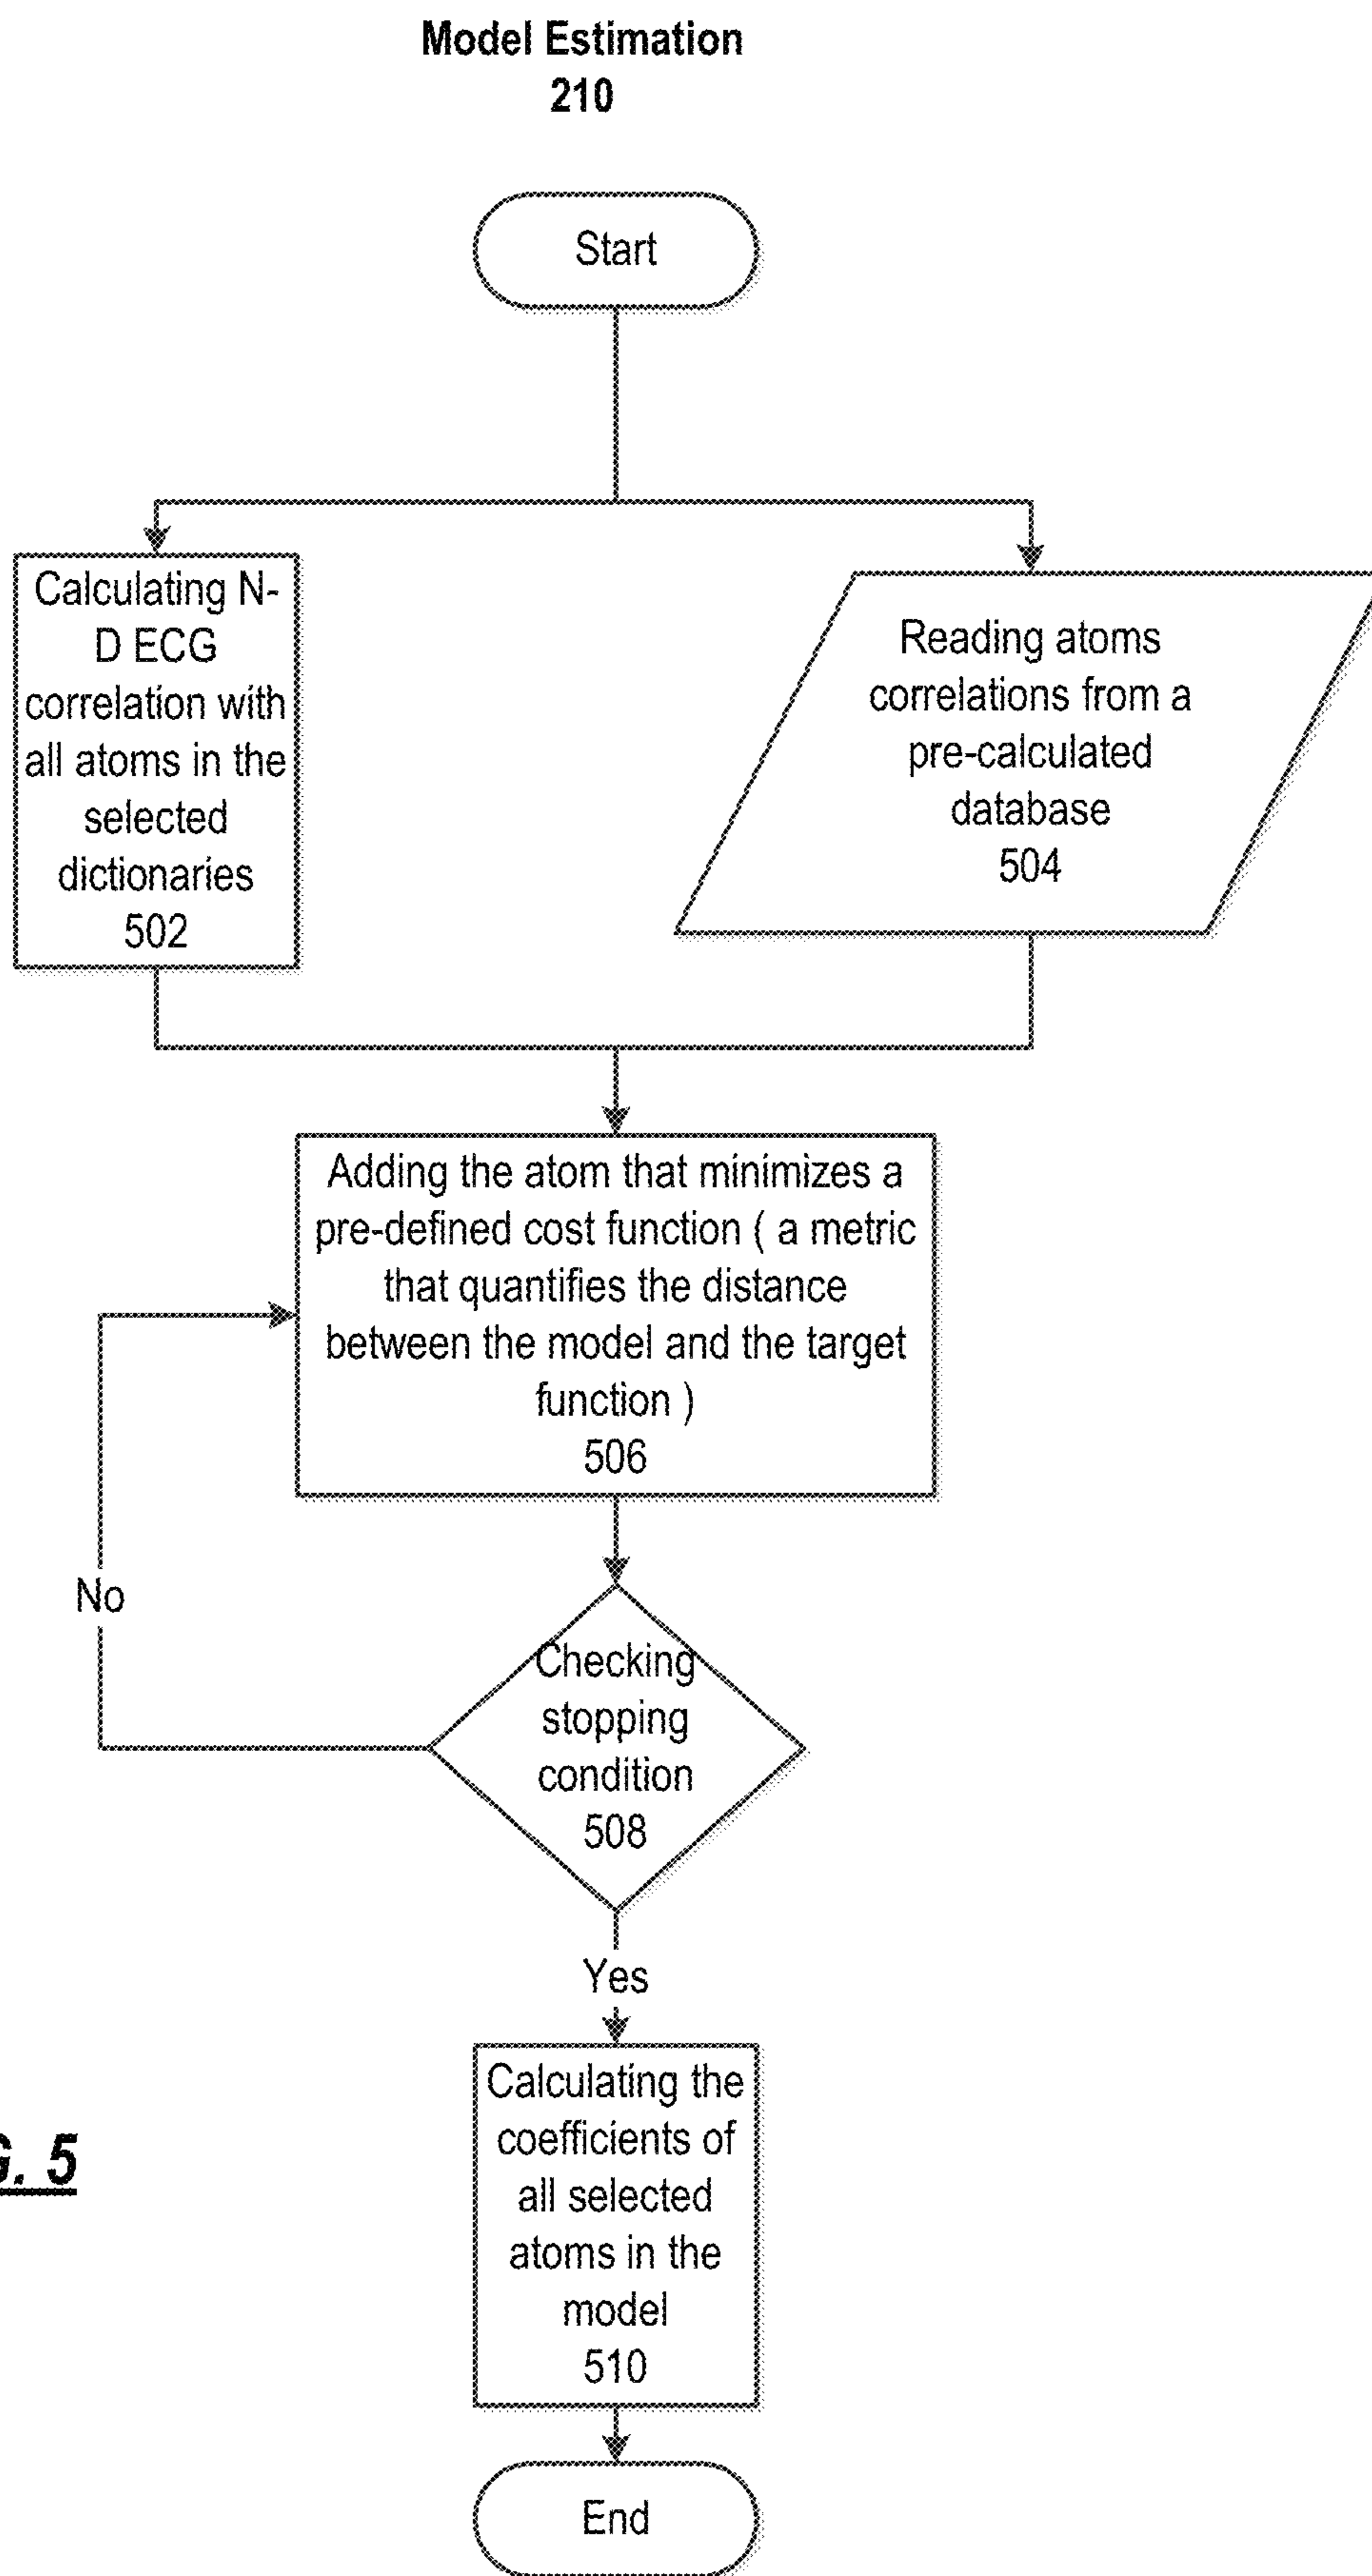 Model Estimation
210
Start
Calculating N-
D ECG
correlation with
all atoms in the
selected
dictionaries
502
Reading atoms
correlations from a
pre-calculated
database
504
Adding the atom that minimizes a
pre-defined cost function ( a metric
that quantifies the distance
between the model and the target
function )
506
No
Checking
stopping
condition
508
Yes
Calculating the
coefficients of
all selected
atoms in the
model
510
G. 5
End